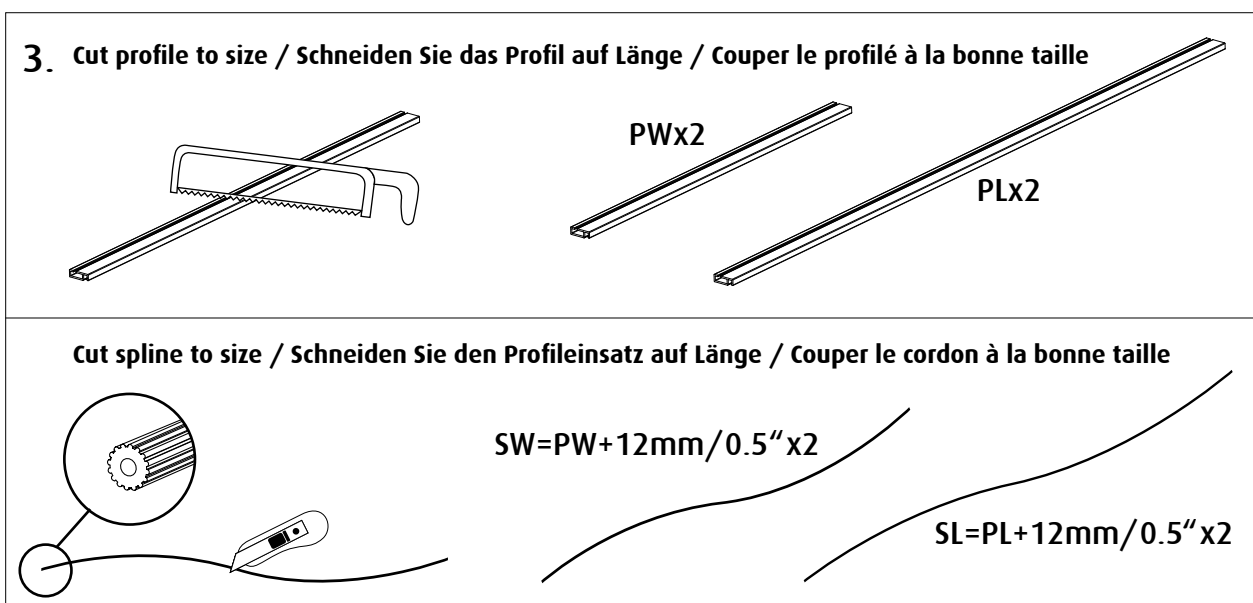 3. Cut profile to size / Schneiden Sie das Profil auf Länge / Couper le profilé à la bonne taille
PWx2
PLx2
Cut spline to size / Schneiden Sie den Profileinsatz auf Länge / Couper le cordon à la bonne taille
SW=PW+12mm/0.5“x2
SL=PL+12mm/0.5“x2